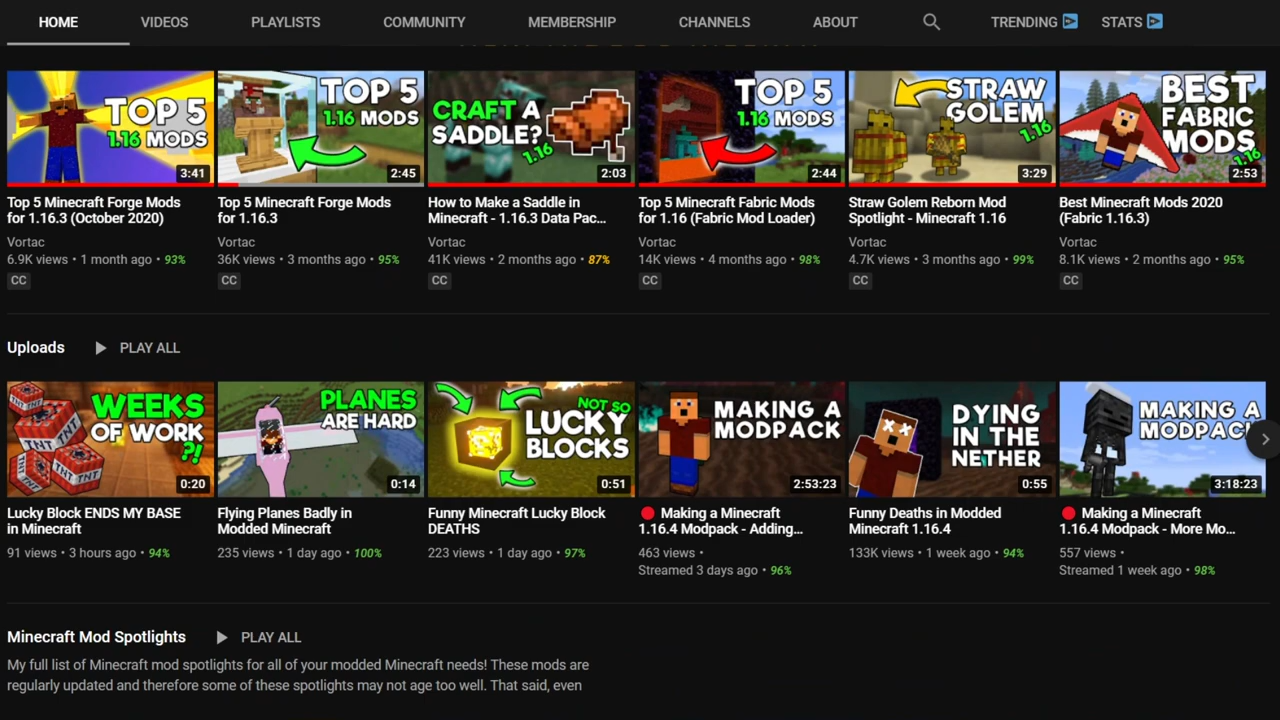 HOME VIDEOS PLAYLISTS COMMUNITY MEMBERSHIP CHANNELS ABOUT TRENDING STATS
TOP 5
1.16 MODS
3:41
TOP 5
1.16 MODS
2:45
CRAFT A
SADDLE?
1.16
2:03
TOP 5
1.16 MODS
2:44
STRAW
GOLEM
1.16
3:29
BEST
FABRIC
MODS
1.16
2:53
Top 5 Minecraft Forge Mods
for 1.16.3 (October 2020)
Vortac
6.9K views • 1 month ago • 93%
CC
Top 5 Minecraft Forge Mods
for 1.16.3
Vortac
36K views • 3 months ago • 95%
CC
How to Make a Saddle in
Minecraft - 1.16.3 Data Pac...
Vortac
41K views • 2 months ago • 87%
CC
Top 5 Minecraft Fabric Mods
for 1.16 (Fabric Mod Loader)
Vortac
14K views • 4 months ago • 98%
CC
Straw Golem Reborn Mod
Spotlight - Minecraft 1.16
Vortac
4.7K views • 3 months ago • 99%
CC
Best Minecraft Mods 2020
(Fabric 1.16.3)
Vortac
8.1K views • 2 months ago • 95%
CC
Uploads PLAY ALL
TNT
TNT
TNT
TNT
WEEKS
OF WORK
?!
0:20
PLANES
ARE HARD
0:14
NOT SO
LUCKY
BLOCKS
0:51
MAKING A
MODPACK
2:53:23
DYING
IN THE
NETHER
0:55
MAKING A
MODPACK
3:18:23
Lucky Block ENDS MY BASE
in Minecraft
91 views • 3 hours ago • 94%
Flying Planes Badly in
Modded Minecraft
235 views • 1 day ago • 100%
Funny Minecraft Lucky Block
DEATHS
223 views • 1 day ago • 97%
🔴 Making a Minecraft
1.16.4 Modpack - Adding...
463 views •
Streamed 3 days ago • 96%
Funny Deaths in Modded
Minecraft 1.16.4
133K views • 1 week ago • 94%
🔴 Making a Minecraft
1.16.4 Modpack - More Mo...
557 views •
Streamed 1 week ago • 98%
Minecraft Mod Spotlights PLAY ALL
My full list of Minecraft mod spotlights for all of your modded Minecraft needs! These mods are
regularly updated and therefore some of these spotlights may not age too well. That said, even